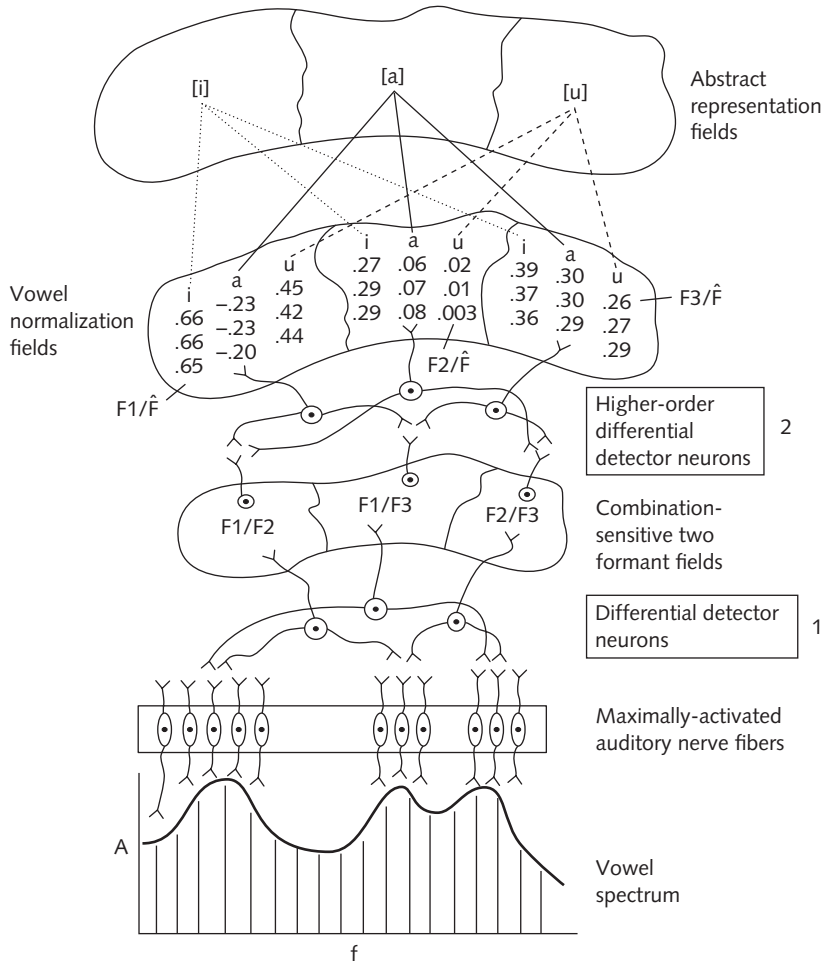 [i]
[a]
[u]
Abstract
representation
fields
Vowel
normalization
fields
i
.66
.66
.65
a
–.23
–.23
–.20
u
.45
.42
.44
i
.27
.29
.29
a
.06
.07
.08
u
.02
.01
.003
i
.39
.37
.36
a
.30
.30
.29
u
.26
.27
.29
F3/F̂
F2/F̂
F1/F̂
Higher-order
differential
detector neurons
2
F1/F2
F1/F3
F2/F3
Combination-
sensitive two
formant fields
Differential detector
neurons
1
Maximally-activated
auditory nerve fibers
A
Vowel
spectrum
f